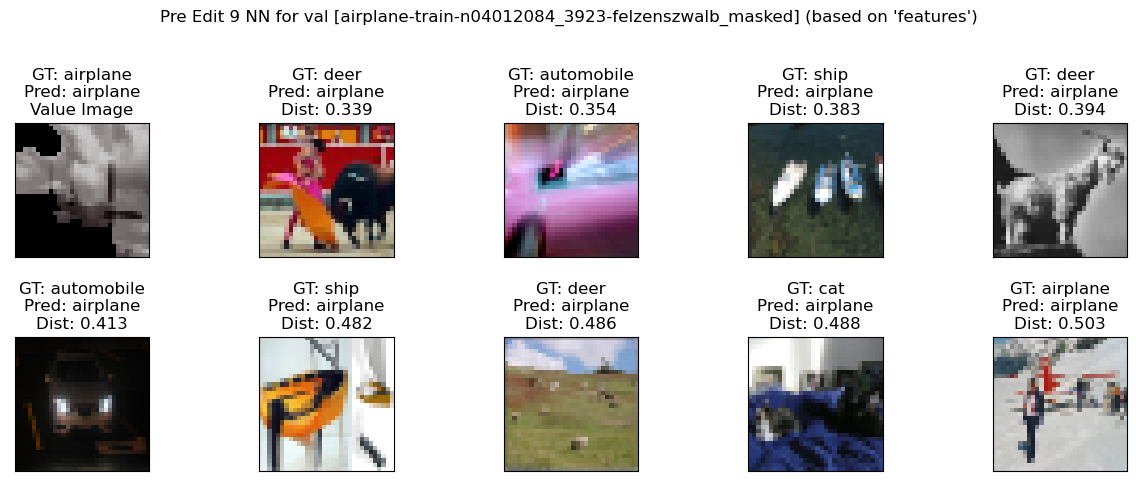 Pre Edit 9 NN for val [airplane-train-n04012084_3923-felzenszwalb_masked] (based on 'features')
GT: airplane
Pred: airplane
Value Image
GT: deer
Pred: airplane
Dist: 0.339
GT: automobile
Pred: airplane
Dist: 0.354
GT: ship
Pred: airplane
Dist: 0.383
GT: deer
Pred: airplane
Dist: 0.394
GT: automobile
Pred: airplane
Dist: 0.413
GT: ship
Pred: airplane
Dist: 0.482
GT: deer
Pred: airplane
Dist: 0.486
GT: cat
Pred: airplane
Dist: 0.488
GT: airplane
Pred: airplane
Dist: 0.503